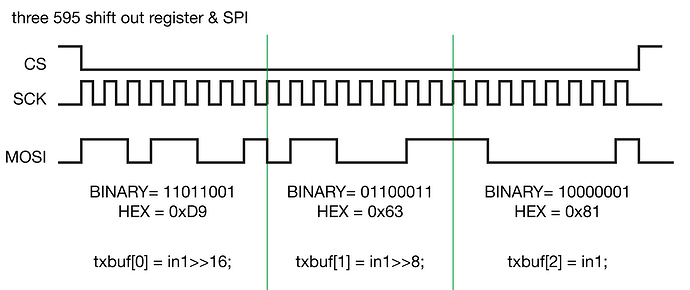 three 595 shift out register & SPI
CS
SCK
MOSI
BINARY= 11011001
HEX = 0xD9
BINARY= 01100011
HEX = 0x63
BINARY= 10000001
HEX = 0x81
txbuf[0] = in1>>16;
txbuf[1] = in1>>8;
txbuf[2] = in1;